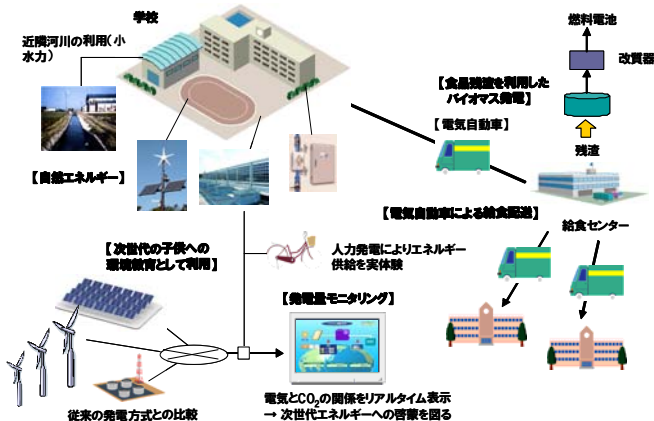 学校
近隣河川の利用(小
水力)
【自然エネルギー】
燃料電池
改質器
【食品残渣を利用した
バイオマス発電】
残渣
【電気自動車】
【電気自動車による給食配送】
給食センター
人力発電によりエネルギー
供給を実体験
【次世代の子供への
環境教育として利用】
【発電量モニタリング】
従来の発電方式との比較
電気とCO2の関係をリアルタイム表示
→ 次世代エネルギーへの啓蒙を図る